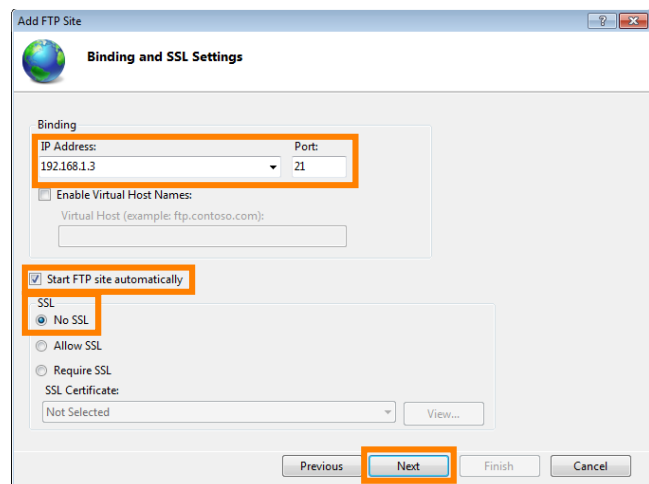 Add FTP Site
Binding and SSL Settings
Binding
IP Address: Port:
192.168.1.3 21
Enable Virtual Host Names:
Virtual Host (example: ftp.contoso.com):
Start FTP site automatically
SSL
No SSL
Allow SSL
Require SSL
SSL Certificate:
Not Selected View...
Previous Next Finish Cancel